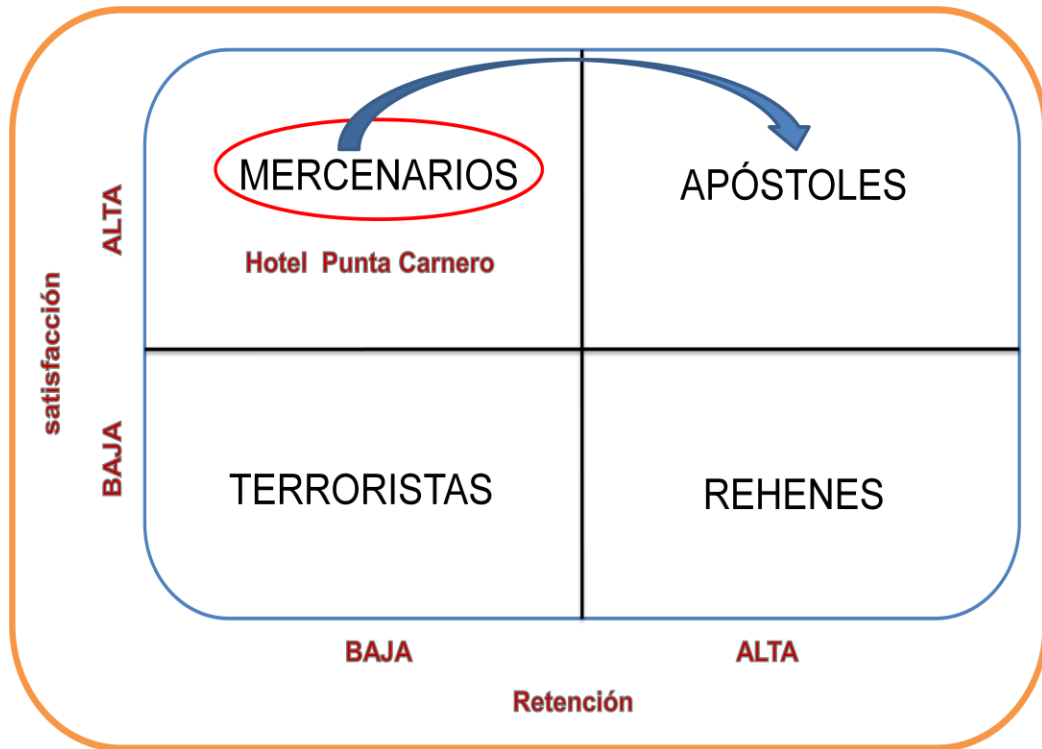 MERCENARIOS
APÓSTOLES
ALTA
Hotel Punta Carnero
satisfacción
BAJA
TERRORISTAS
REHENES
BAJA
ALTA
Retención